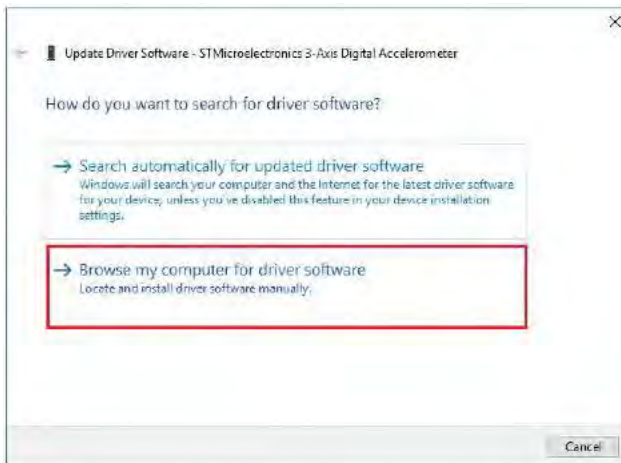 Update Driver Software - STMicroelectronics 3-Axis Digital Accelerometer
How do you want to search for driver software?
→ Search automatically for updated driver software
Windows will search your computer and the Internet for the latest driver software
for your device, unless you've disabled this feature in your device installation
settings.
→ Browse my computer for driver software
Locate and install driver software manually.
Cancel